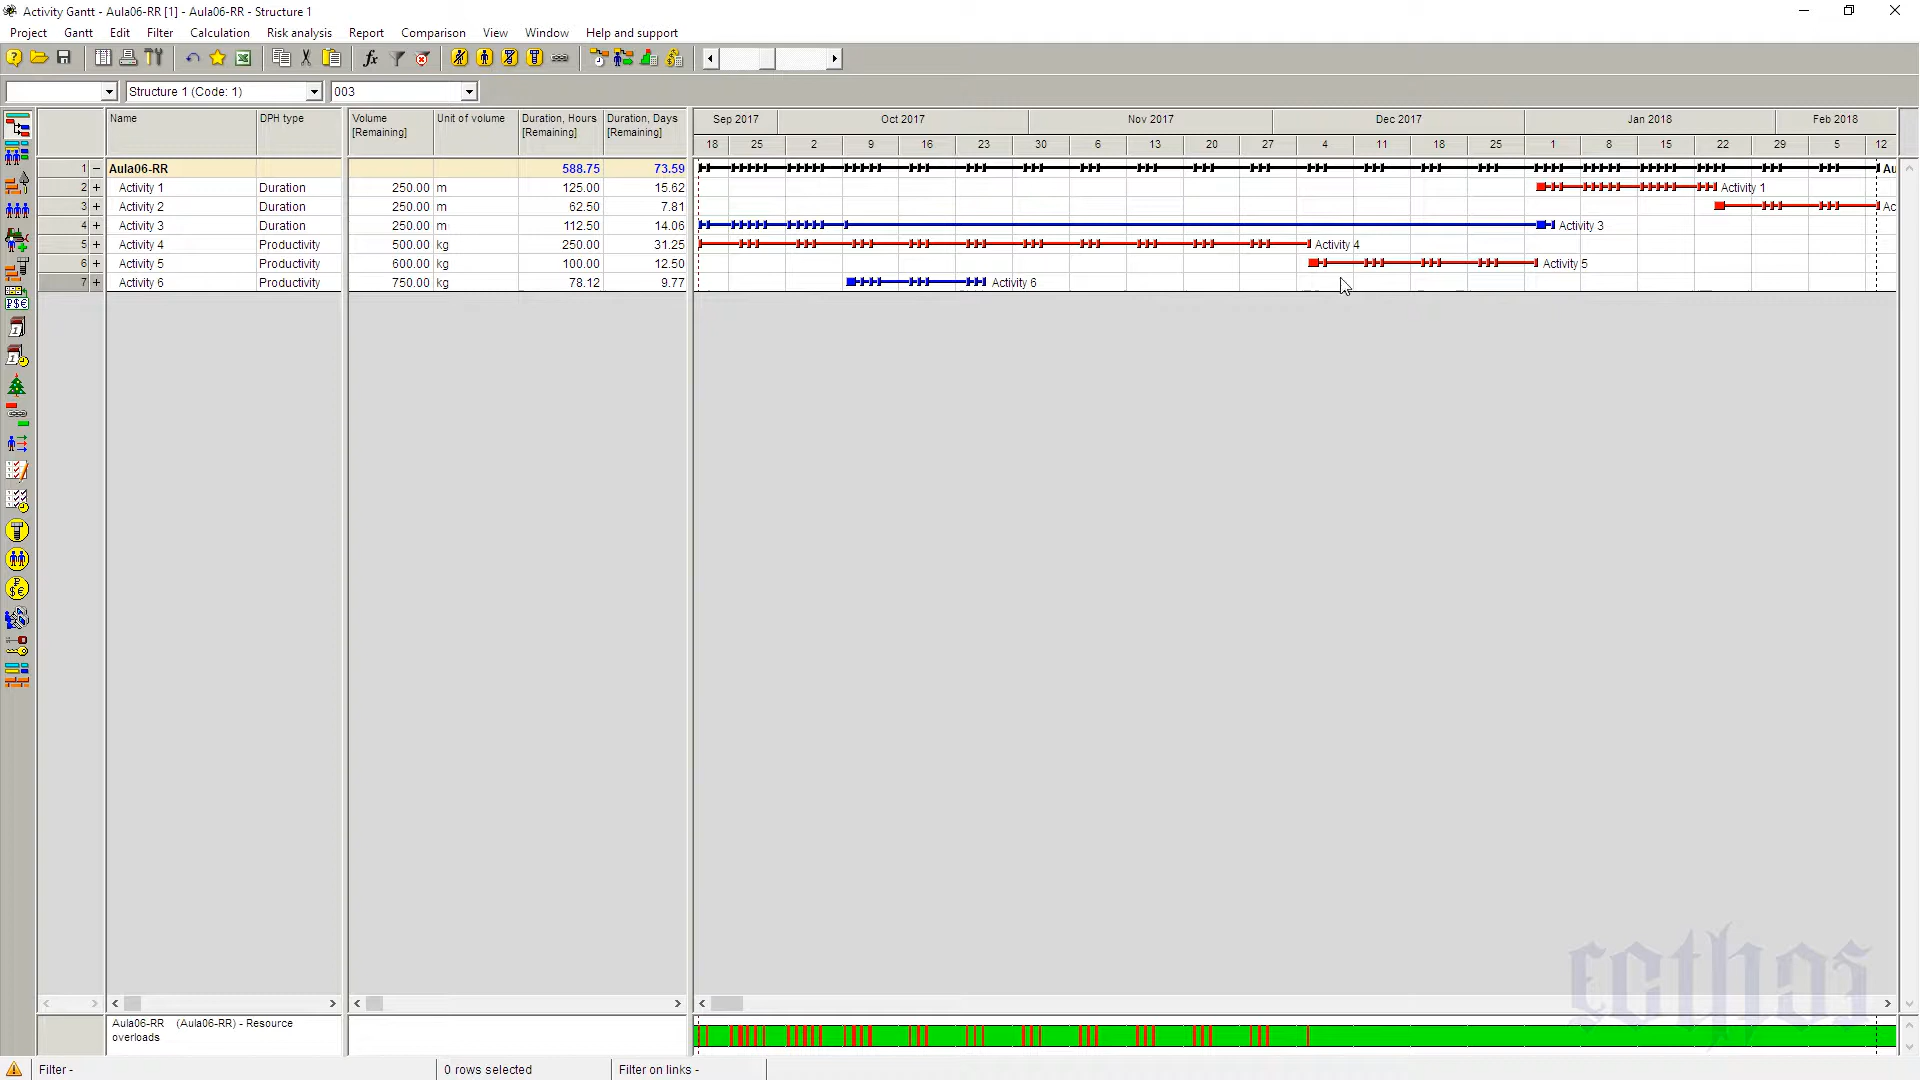 Activity Gantt - Aula06-RR [1] - Aula06-RR - Structure 1
Project Gantt Edit Filter Calculation Risk analysis Report Comparison View Window Help and support
Structure 1 (Code: 1) 003
Name DPH type Volume [Remaining] Unit of volume Duration, Hours [Remaining] Duration, Days [Remaining]
Sep 2017 Oct 2017 Nov 2017 Dec 2017 Jan 2018 Feb 2018
18 25 2 9 16 23 30 6 13 20 27 4 11 18 25 1 8 15 22 29 5 12
1 Aula06-RR 588.75 73.59 Au
2 Activity 1 Duration 250.00 m 125.00 15.62 Activity 1
3 Activity 2 Duration 250.00 m 62.50 7.81 Ac
4 Activity 3 Duration 250.00 m 112.50 14.06 Activity 3
5 Activity 4 Productivity 500.00 kg 250.00 31.25 Activity 4
6 Activity 5 Productivity 600.00 kg 100.00 12.50 Activity 5
7 Activity 6 Productivity 750.00 kg 78.12 9.77 Activity 6
Aula06-RR (Aula06-RR) - Resource
overloads
Filter - 0 rows selected Filter on links -